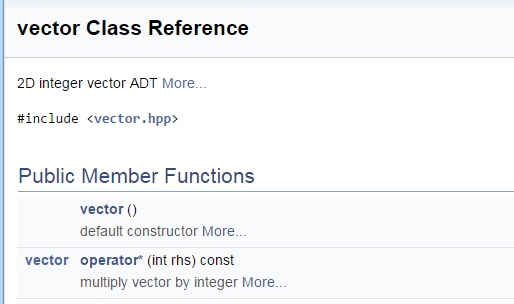 vector Class Reference
2D integer vector ADT More...
#include <vector.hpp>
Public Member Functions
vector ()
default constructor More...
vector operator* (int rhs) const
multiply vector by integer More...